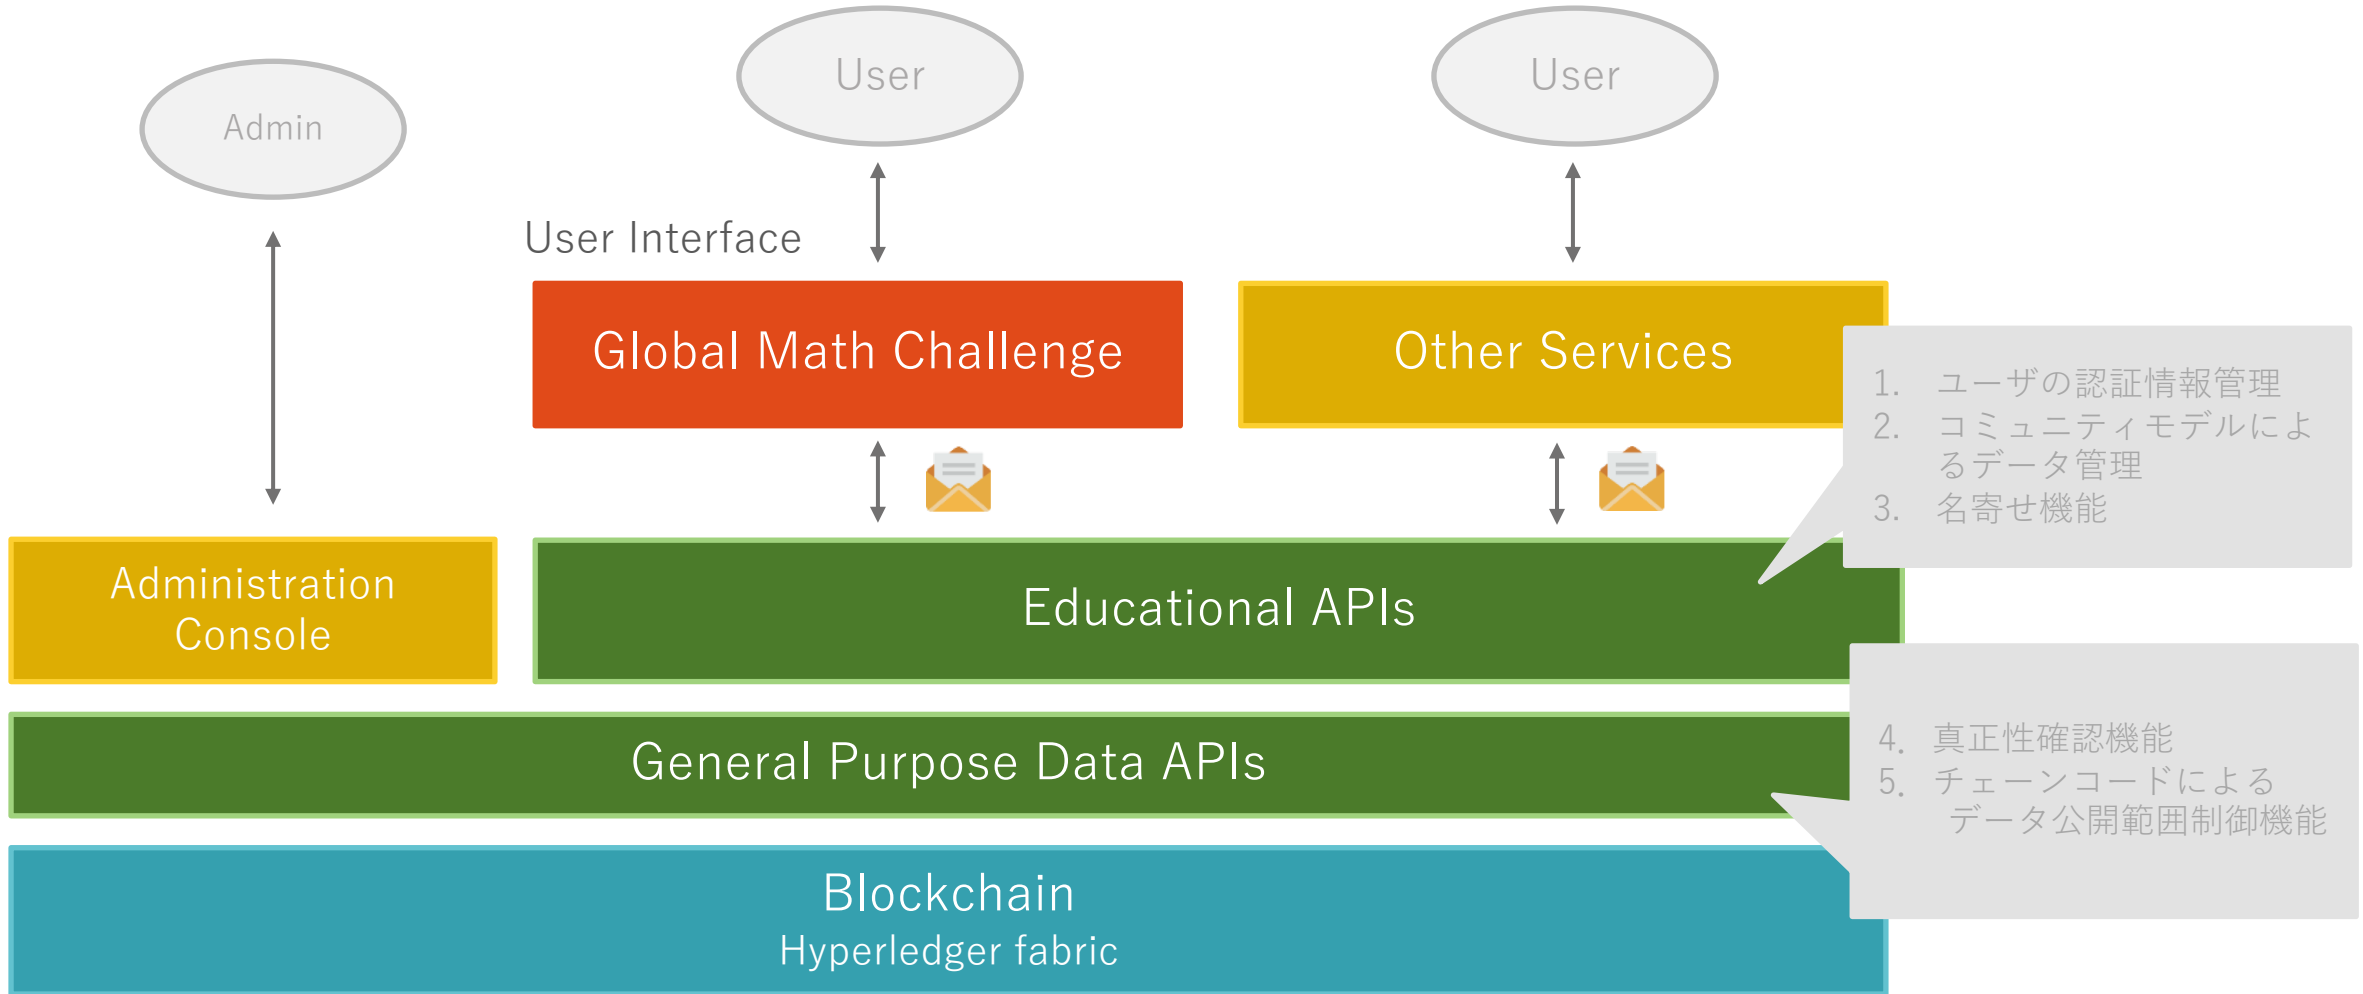 Admin
User
User
User Interface
Global Math Challenge
Other Services
1. ユーザの認証情報管理
2. コミュニティモデルによ
るデータ管理
3. 名寄せ機能
Administration
Console
Educational APIs
General Purpose Data APIs
4. 真正性確認機能
5. チェーンコードによる
データ公開範囲制御機能
Blockchain
Hyperledger fabric